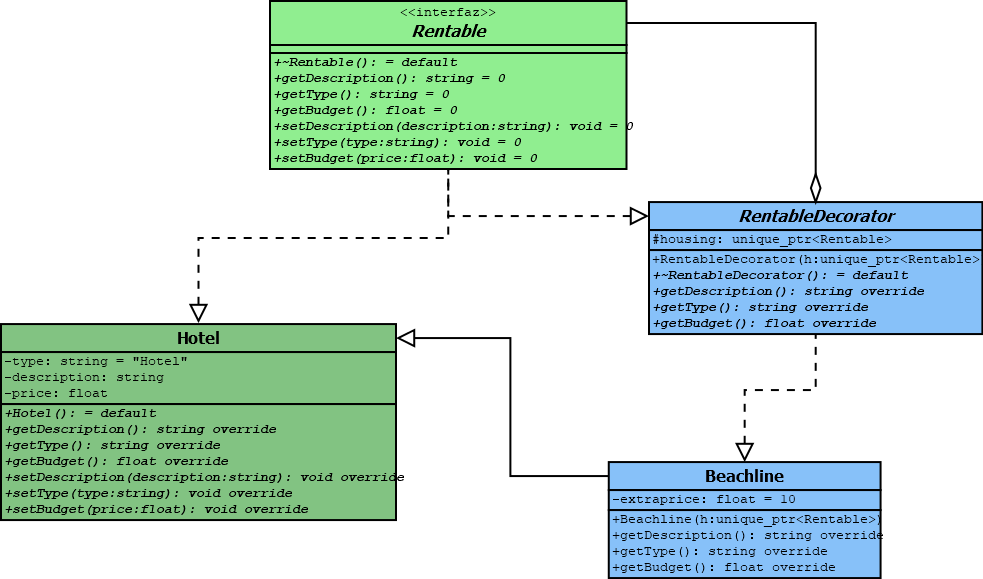 <<interfaz>>
Rentable
+~Rentable(): = default
+getDescription(): string = 0
+getType(): string = 0
+getBudget(): float = 0
+setDescription(description:string): void = 0
+setType(type:string): void = 0
+setBudget(price:float): void = 0
RentableDecorator
#housing: unique_ptr<Rentable>
+RentableDecorator(h:unique_ptr<Rentable>
+~RentableDecorator(): = default
+getDescription(): string override
+getType(): string override
+getBudget(): float override
Hotel
-type: string = "Hotel"
-description: string
-price: float
+Hotel(): = default
+getDescription(): string override
+getType(): string override
+getBudget(): float override
+setDescription(description:string): void override
+setType(type:string): void override
+setBudget(price:float): void override
Beachline
-extraprice: float = 10
+Beachline(h:unique_ptr<Rentable>)
+getDescription(): string override
+getType(): string override
+getBudget(): float override